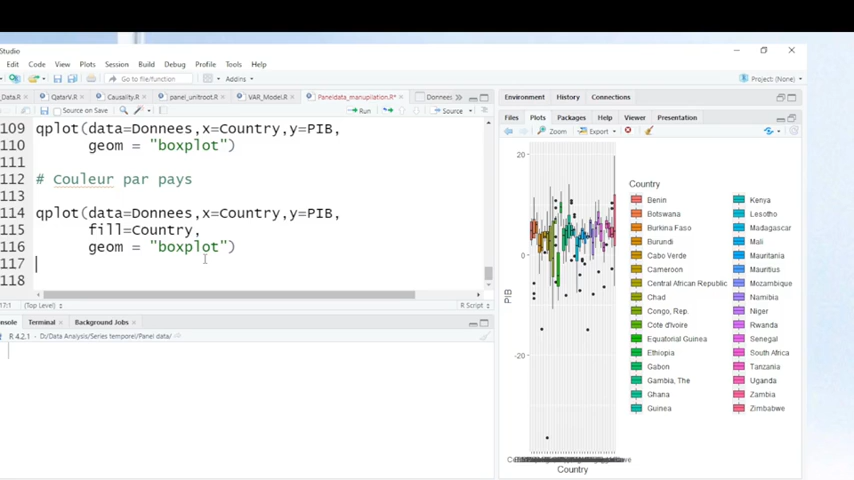 Studio
Edit Code View Plots Session Build Debug Profile Tools Help
Go to file/function Addins Project: (None)
_Data.R QatarV.R Causality.R panel_unitroot.R VAR_Model.R Paneldata_manupilation.R* Donnees
Source on Save Run Source
109 qplot(data=Donnees,x=Country,y=PIB,
110 geom = "boxplot")
111
112 # Couleur par pays
113
114 qplot(data=Donnees,x=Country,y=PIB,
115 fill=Country,
116 geom = "boxplot")
117
118
17:1 (Top Level) R Script
Console Terminal Background Jobs
R 4.2.1 · D:/Data Analysis/Series temporel/Panel data/
Environment History Connections
Files Plots Packages Help Viewer Presentation
Zoom Export
20
0
-20
PIB
Country
Country
Benin
Botswana
Burkina Faso
Burundi
Cabo Verde
Cameroon
Central African Republic
Chad
Congo, Rep.
Cote d'Ivoire
Equatorial Guinea
Ethiopia
Gabon
Gambia, The
Ghana
Guinea
Kenya
Lesotho
Madagascar
Mali
Mauritania
Mauritius
Mozambique
Namibia
Niger
Rwanda
Senegal
South Africa
Tanzania
Uganda
Zambia
Zimbabwe